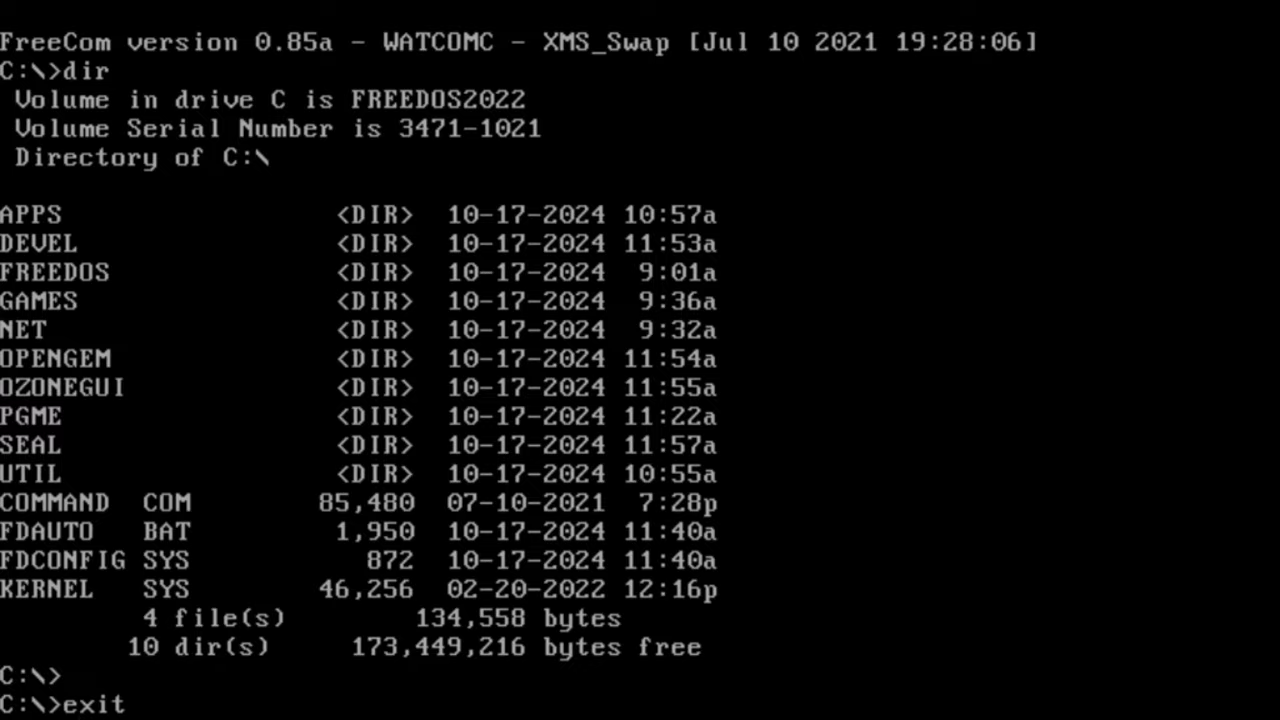 FreeCom version 0.85a - WATCOMC - XMS_Swap [Jul 10 2021 19:28:06]
C:\>dir
 Volume in drive C is FREEDOS2022
 Volume Serial Number is 3471-1021
 Directory of C:\

APPS                 <DIR>  10-17-2024 10:57a
DEVEL                <DIR>  10-17-2024 11:53a
FREEDOS              <DIR>  10-17-2024  9:01a
GAMES                <DIR>  10-17-2024  9:36a
NET                  <DIR>  10-17-2024  9:32a
OPENGEM              <DIR>  10-17-2024 11:54a
OZONEGUI             <DIR>  10-17-2024 11:55a
PGME                 <DIR>  10-17-2024 11:22a
SEAL                 <DIR>  10-17-2024 11:57a
UTIL                 <DIR>  10-17-2024 10:55a
COMMAND  COM        85,480  07-10-2021  7:28p
FDAUTO   BAT         1,950  10-17-2024 11:40a
FDCONFIG SYS           872  10-17-2024 11:40a
KERNEL   SYS        46,256  02-20-2022 12:16p
         4 file(s)        134,558 bytes
        10 dir(s)     173,449,216 bytes free
C:\>
C:\>exit